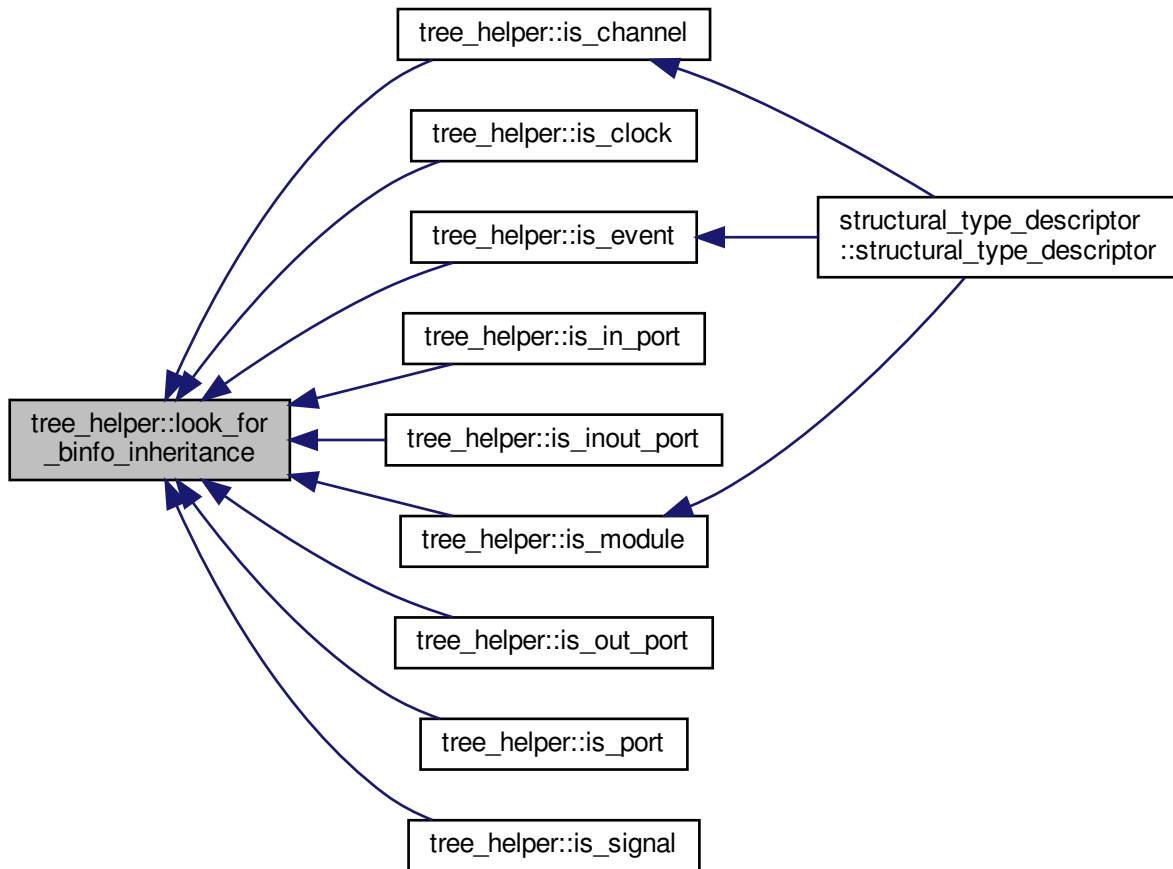 tree_helper::is_channel
tree_helper::is_clock
tree_helper::is_event
structural_type_descriptor
::structural_type_descriptor
tree_helper::is_in_port
tree_helper::look_for
_binfo_inheritance
tree_helper::is_inout_port
tree_helper::is_module
tree_helper::is_out_port
tree_helper::is_port
tree_helper::is_signal